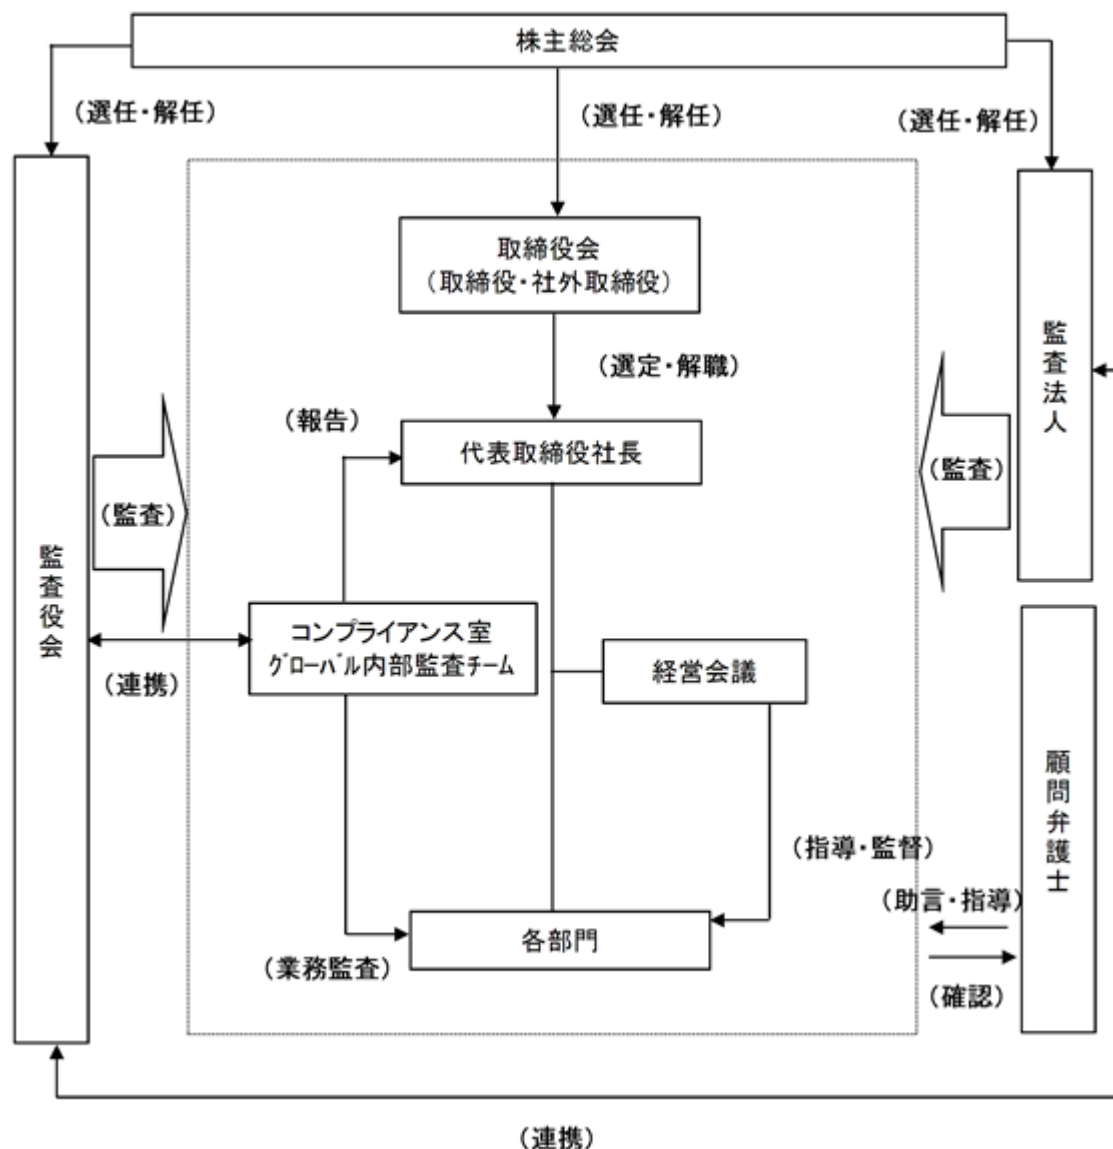 株主総会
（選任・解任）
（選任・解任）
（選任・解任）
取締役会
（取締役・社外取締役）
（選定・解職）
監査法人
（報告）
代表取締役社長
（監査）
（監査）
監査役会
コンプライアンス室
ｸﾞﾛｰﾊﾞﾙ内部監査ﾁｰﾑ
経営会議
（連携）
顧問弁護士
（指導・監督）
（助言・指導）
各部門
（業務監査）
（確認）
（連携）